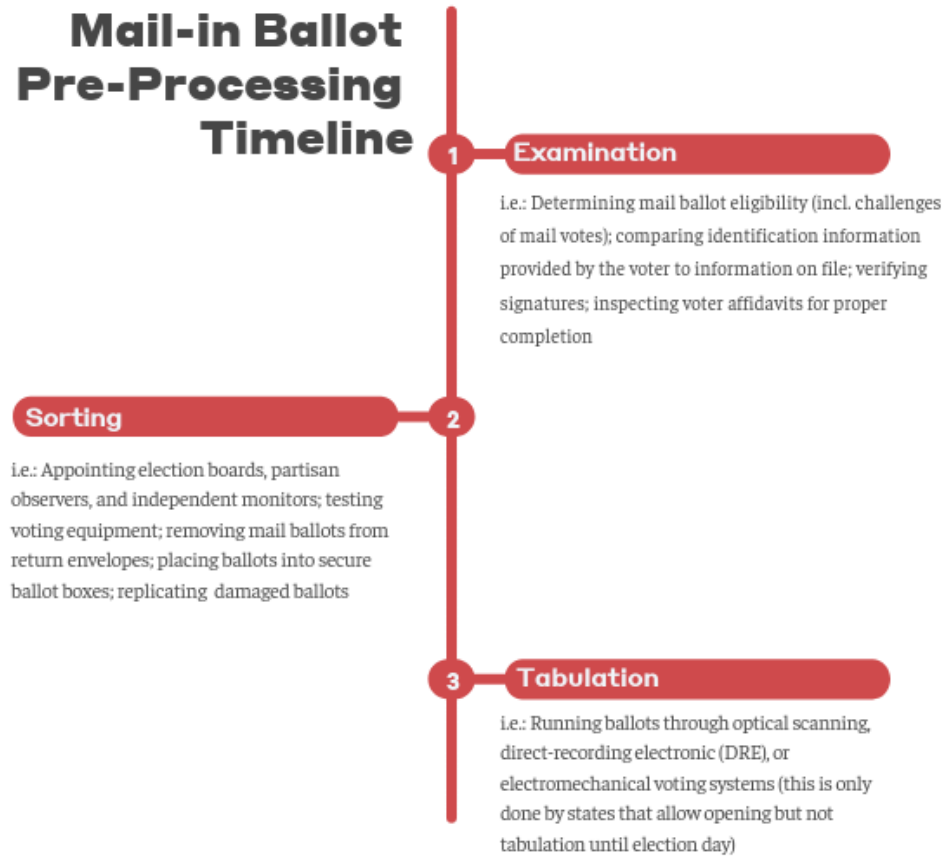 Mail-in Ballot
Pre-Processing
Timeline
1
Examination
i.e.: Determining mail ballot eligibility (incl. challenges
of mail votes); comparing identification information
provided by the voter to information on file; verifying
signatures; inspecting voter affidavits for proper
completion
Sorting
2
i.e.: Appointing election boards, partisan
observers, and independent monitors; testing
voting equipment; removing mail ballots from
return envelopes; placing ballots into secure
ballot boxes; replicating damaged ballots
3
Tabulation
i.e.: Running ballots through optical scanning,
direct-recording electronic (DRE), or
electromechanical voting systems (this is only
done by states that allow opening but not
tabulation until election day)